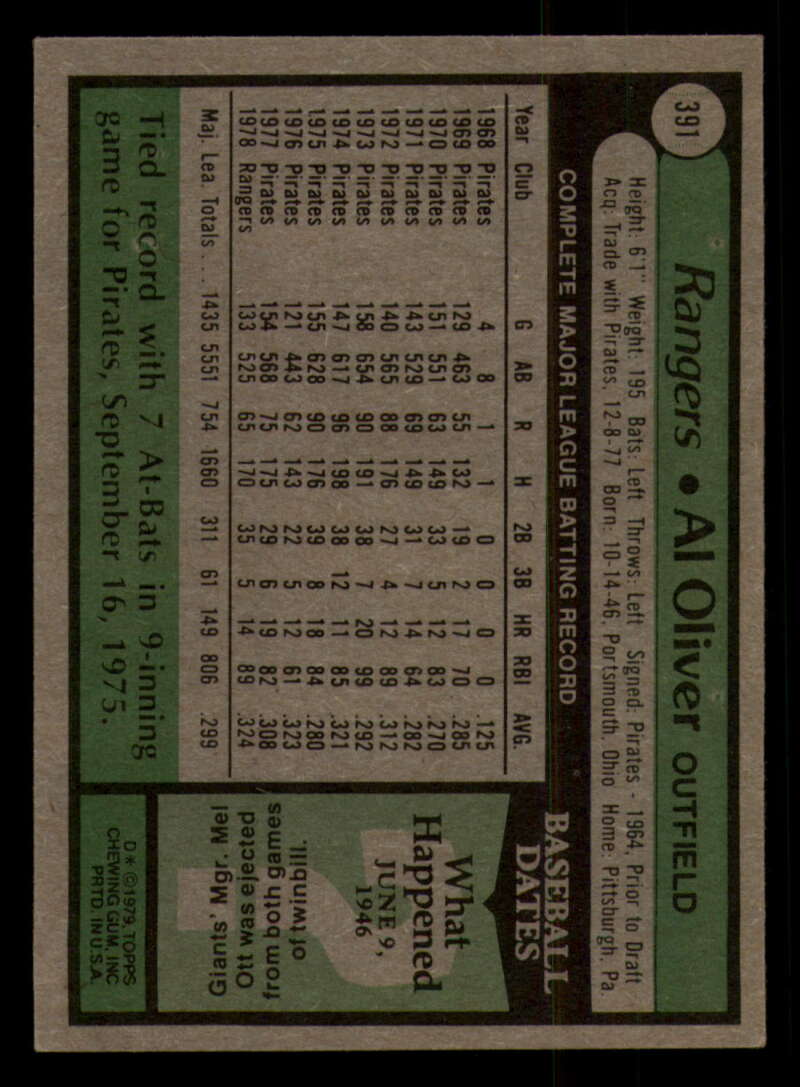 391
Rangers • Al Oliver OUTFIELD
Height: 6'1" Weight: 195 Bats: Left Throws: Left Signed: Pirates - 1964, Prior to Draft
Acq: Trade with Pirates, 12-8-77 Born: 10-14-46, Portsmouth, Ohio Home: Pittsburgh, Pa.
COMPLETE MAJOR LEAGUE BATTING RECORD
Year Club G AB R H 2B 3B HR RBI AVG.
1968 Pirates 4 8 1 1 0 0 0 0 .125
1969 Pirates 129 463 55 132 19 2 17 70 .285
1970 Pirates 151 551 63 149 33 5 12 83 .270
1971 Pirates 143 529 69 149 31 7 14 64 .282
1972 Pirates 140 565 88 176 27 4 12 89 .312
1973 Pirates 158 654 90 191 38 7 20 99 .292
1974 Pirates 147 617 96 198 38 12 11 85 .321
1975 Pirates 155 628 90 176 39 8 18 84 .280
1976 Pirates 121 443 62 143 22 5 12 61 .323
1977 Pirates 154 568 75 175 29 6 19 82 .308
1978 Rangers 133 525 65 170 35 5 14 89 .324
Maj. Lea Totals . . . 1435 5551 754 1660 311 61 149 806 .299
Tied record with 7 At-Bats in 9-inning
game for Pirates, September 16, 1975.
BASEBALL
DATES
What
Happened
JUNE 9,
1946
Giants' Mgr. Mel
Ott was ejected
from both games
of twinbill.
D * © 1979, TOPPS
CHEWING GUM, INC
PRTD. IN U.S.A.